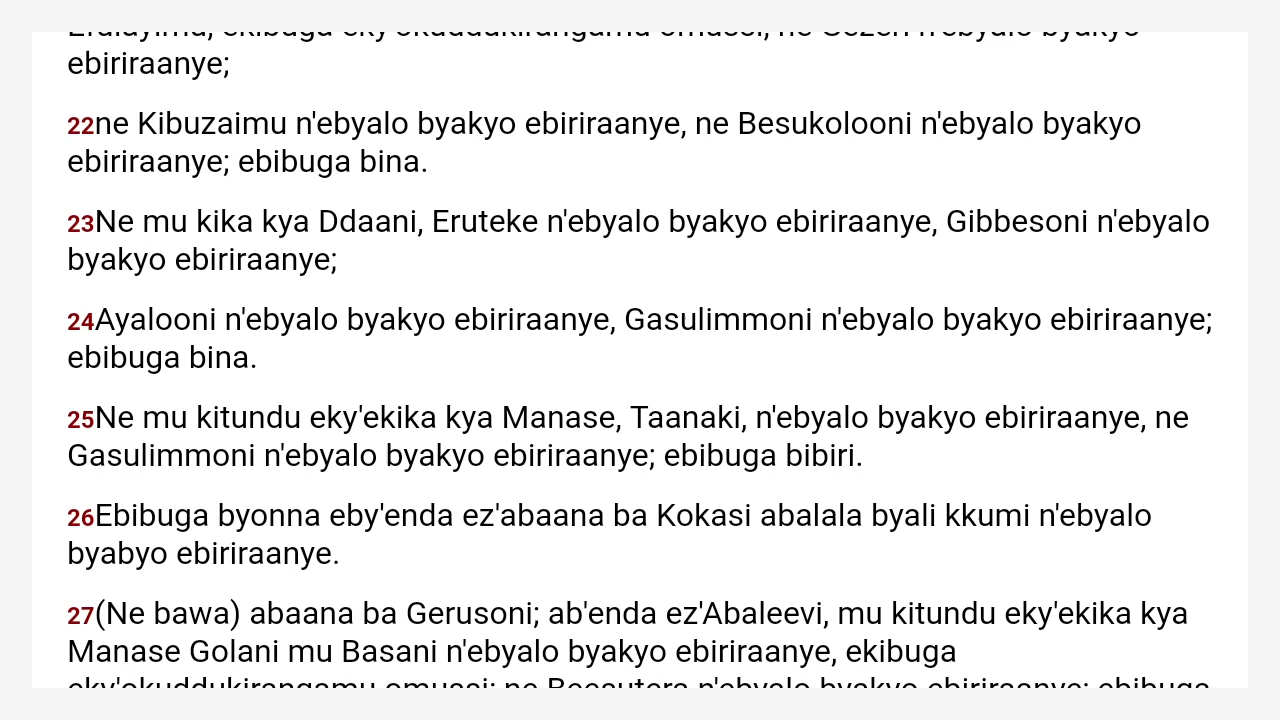 ebiriraanye;
22ne Kibuzaimu n'ebyalo byakyo ebiriraanye, ne Besukolooni n'ebyalo byakyo
ebiriraanye; ebibuga bina.
23Ne mu kika kya Ddaani, Eruteke n'ebyalo byakyo ebiriraanye, Gibbesoni n'ebyalo
byakyo ebiriraanye;
24Ayalooni n'ebyalo byakyo ebiriraanye, Gasulimmoni n'ebyalo byakyo ebiriraanye;
ebibuga bina.
25Ne mu kitundu eky'ekika kya Manase, Taanaki, n'ebyalo byakyo ebiriraanye, ne
Gasulimmoni n'ebyalo byakyo ebiriraanye; ebibuga bibiri.
26Ebibuga byonna eby'enda ez'abaana ba Kokasi abalala byali kkumi n'ebyalo
byabyo ebiriraanye.
27(Ne bawa) abaana ba Gerusoni; ab'enda ez'Abaleevi, mu kitundu eky'ekika kya
Manase Golani mu Basani n'ebyalo byakyo ebiriraanye, ekibuga